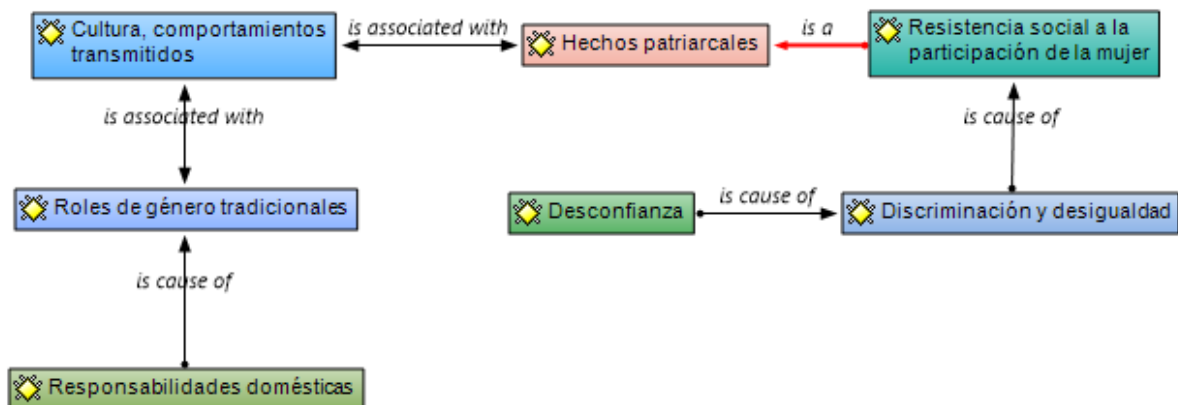 Cultura, comportamientos
transmitidos
is associated with
Hechos patriarcales
is a
Resistencia social a la
participación de la mujer
is associated with
is cause of
Roles de género tradicionales
Desconfianza
is cause of
Discriminación y desigualdad
is cause of
Responsabilidades domésticas